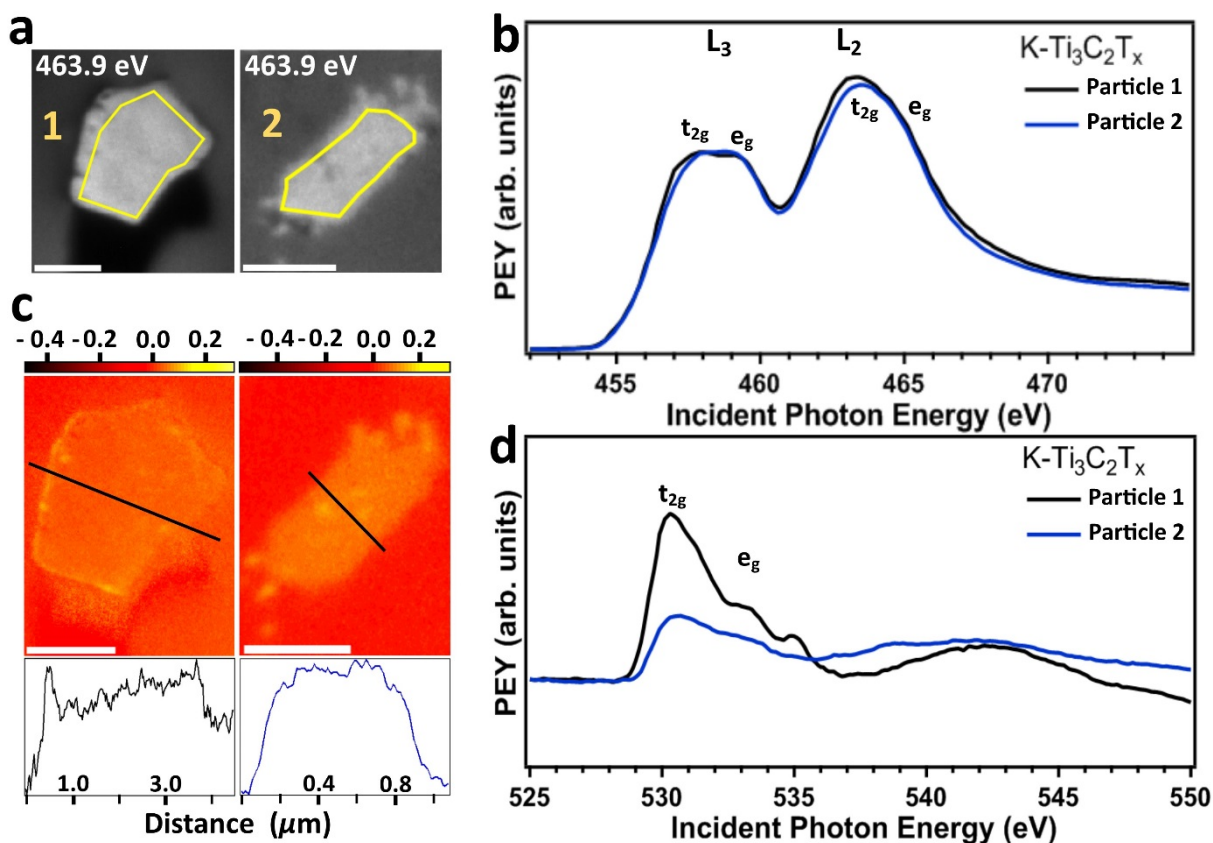 a
463.9 eV
463.9 eV
1
2
b
L₃
L₂
K-Ti₃C₂Tₓ
Particle 1
Particle 2
t₂g
e_g
t₂g
e_g
PEY (arb. units)
455
460
465
470
Incident Photon Energy (eV)
c
- 0.4 -0.2 0.0 0.2
-0.4 -0.2 0.0 0.2
1.0 3.0
0.4 0.8
Distance (μm)
d
K-Ti₃C₂Tₓ
Particle 1
Particle 2
t₂g
e_g
PEY (arb. units)
525 530 535 540 545 550
Incident Photon Energy (eV)